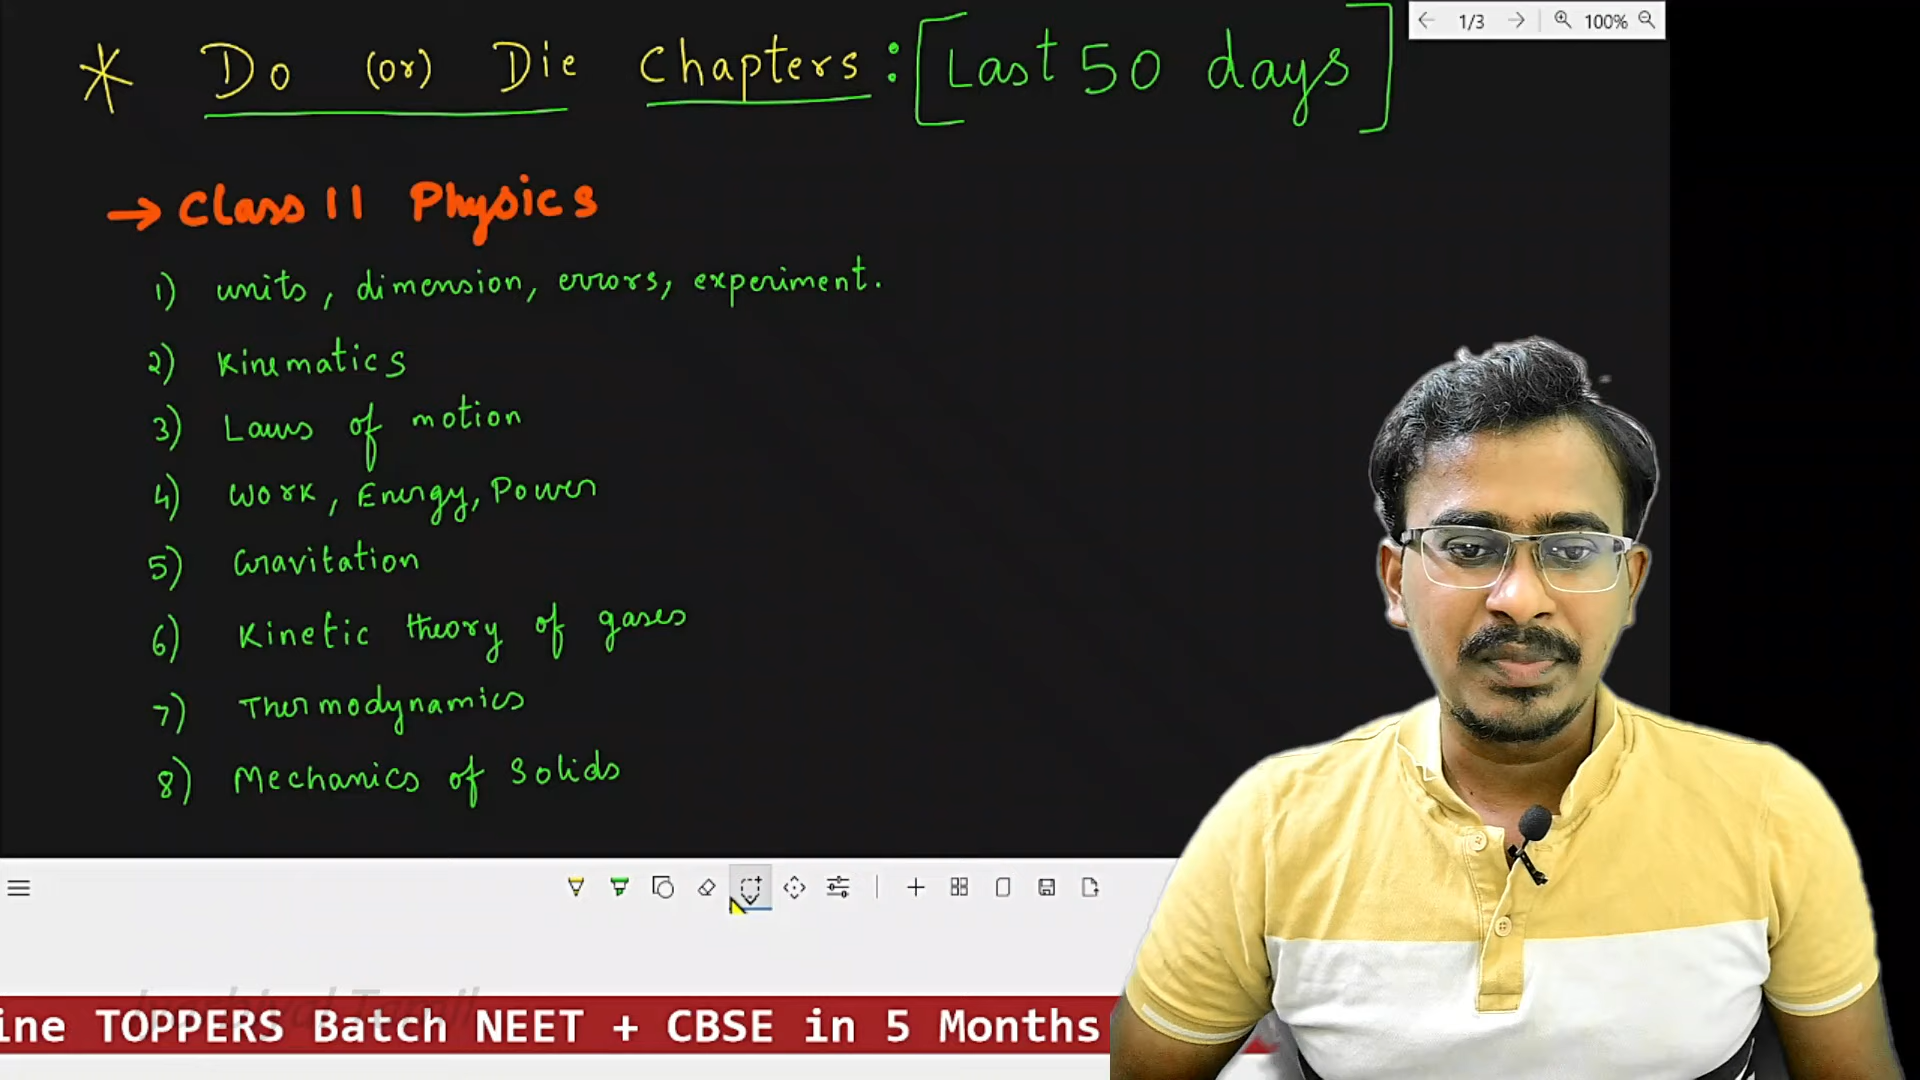 * Do (or) Die Chapters : [Last 50 days]
1/3
100%
→ Class 11 Physics
1) units, dimension, errors, experiment.
2) Kinematics
3) Laws of motion
4) Work, Energy, Power
5) Gravitation
6) Kinetic theory of gases
7) Thermodynamics
8) Mechanics of Solids
Tamil
ine TOPPERS Batch NEET + CBSE in 5 Months